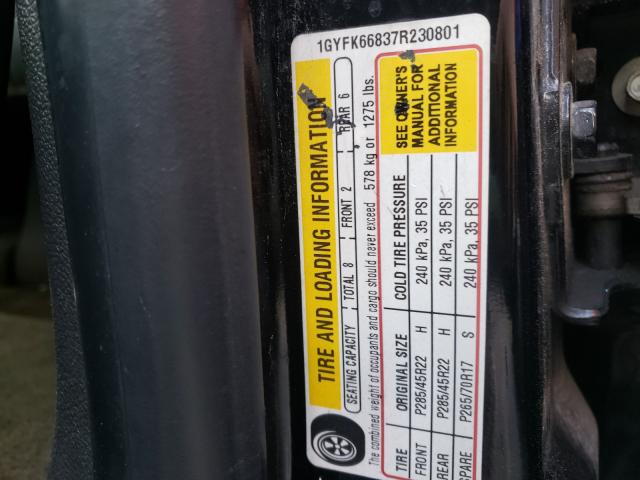 1GYFK66837R230801
TIRE AND LOADING INFORMATION
SEATING CAPACITY TOTAL 8 FRONT 2 REAR 6
The combined weight of occupants and cargo should never exceed 578 kg or 1275 lbs.
TIRE ORIGINAL SIZE COLD TIRE PRESSURE
FRONT P285/45R22 H 240 kPa, 35 PSI
REAR P285/45R22 H 240 kPa, 35 PSI
SPARE P265/70R17 S 240 kPa, 35 PSI
SEE OWNER'S
MANUAL FOR
ADDITIONAL
INFORMATION